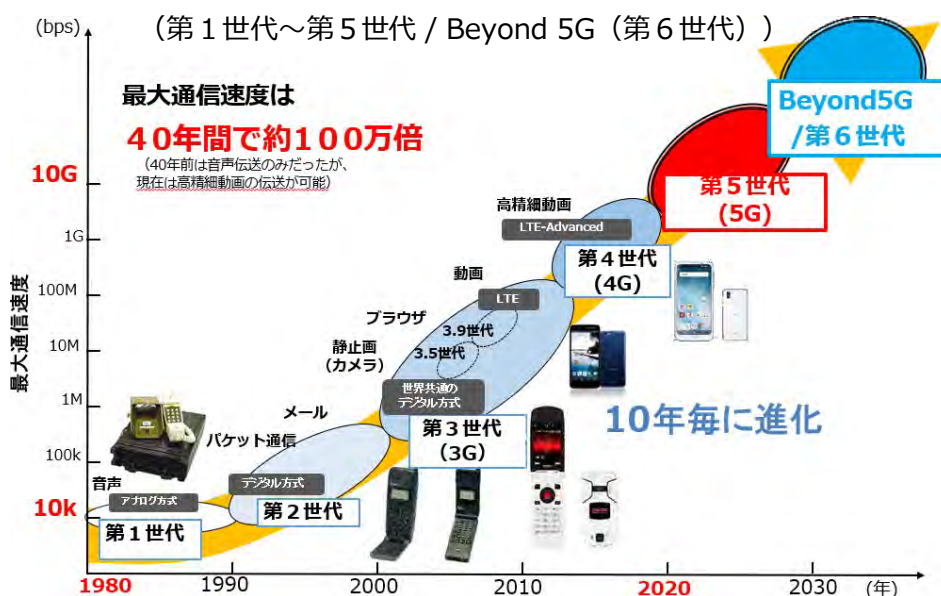 (bps)
(第1世代～第5世代 / Beyond 5G(第6世代))
最大通信速度は
40年間で約100万倍
(40年前は音声伝送のみだったが、
現在は高精細動画の伝送が可能)
Beyond5G
/第6世代
10G
第5世代
(5G)
高精細動画
LTE-Advanced
1G
第4世代
(4G)
動画
100M
LTE
ブラウザ
3.9世代
静止画
(カメラ)
3.5世代
10M
最大通信速度
世界共通の
デジタル方式
1M
メール
第3世代
(3G)
10年毎に進化
パケット通信
100k
音声
デジタル方式
アナログ方式
10k
第2世代
第1世代
1980
1990
2000
2010
2020
2030
(年)